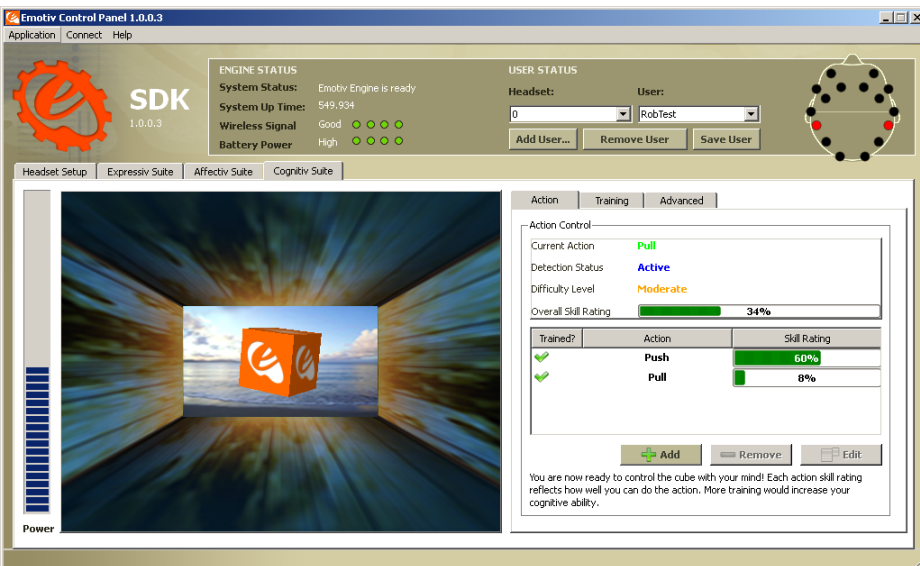 Emotiv Control Panel 1.0.0.3
Application Connect Help
SDK
1.0.0.3
ENGINE STATUS
System Status: Emotiv Engine is ready
System Up Time: 549.934
Wireless Signal Good
Battery Power High
USER STATUS
Headset: User:
0 RobTest
Add User... Remove User Save User
Headset Setup Expressiv Suite Affectiv Suite Cognitiv Suite
Power
Action Training Advanced
Action Control
Current Action Pull
Detection Status Active
Difficulty Level Moderate
Overall Skill Rating 34%
Trained? Action Skill Rating
Push 60%
Pull 8%
Add Remove Edit
You are now ready to control the cube with your mind! Each action skill rating
reflects how well you can do the action. More training would increase your
cognitive ability.